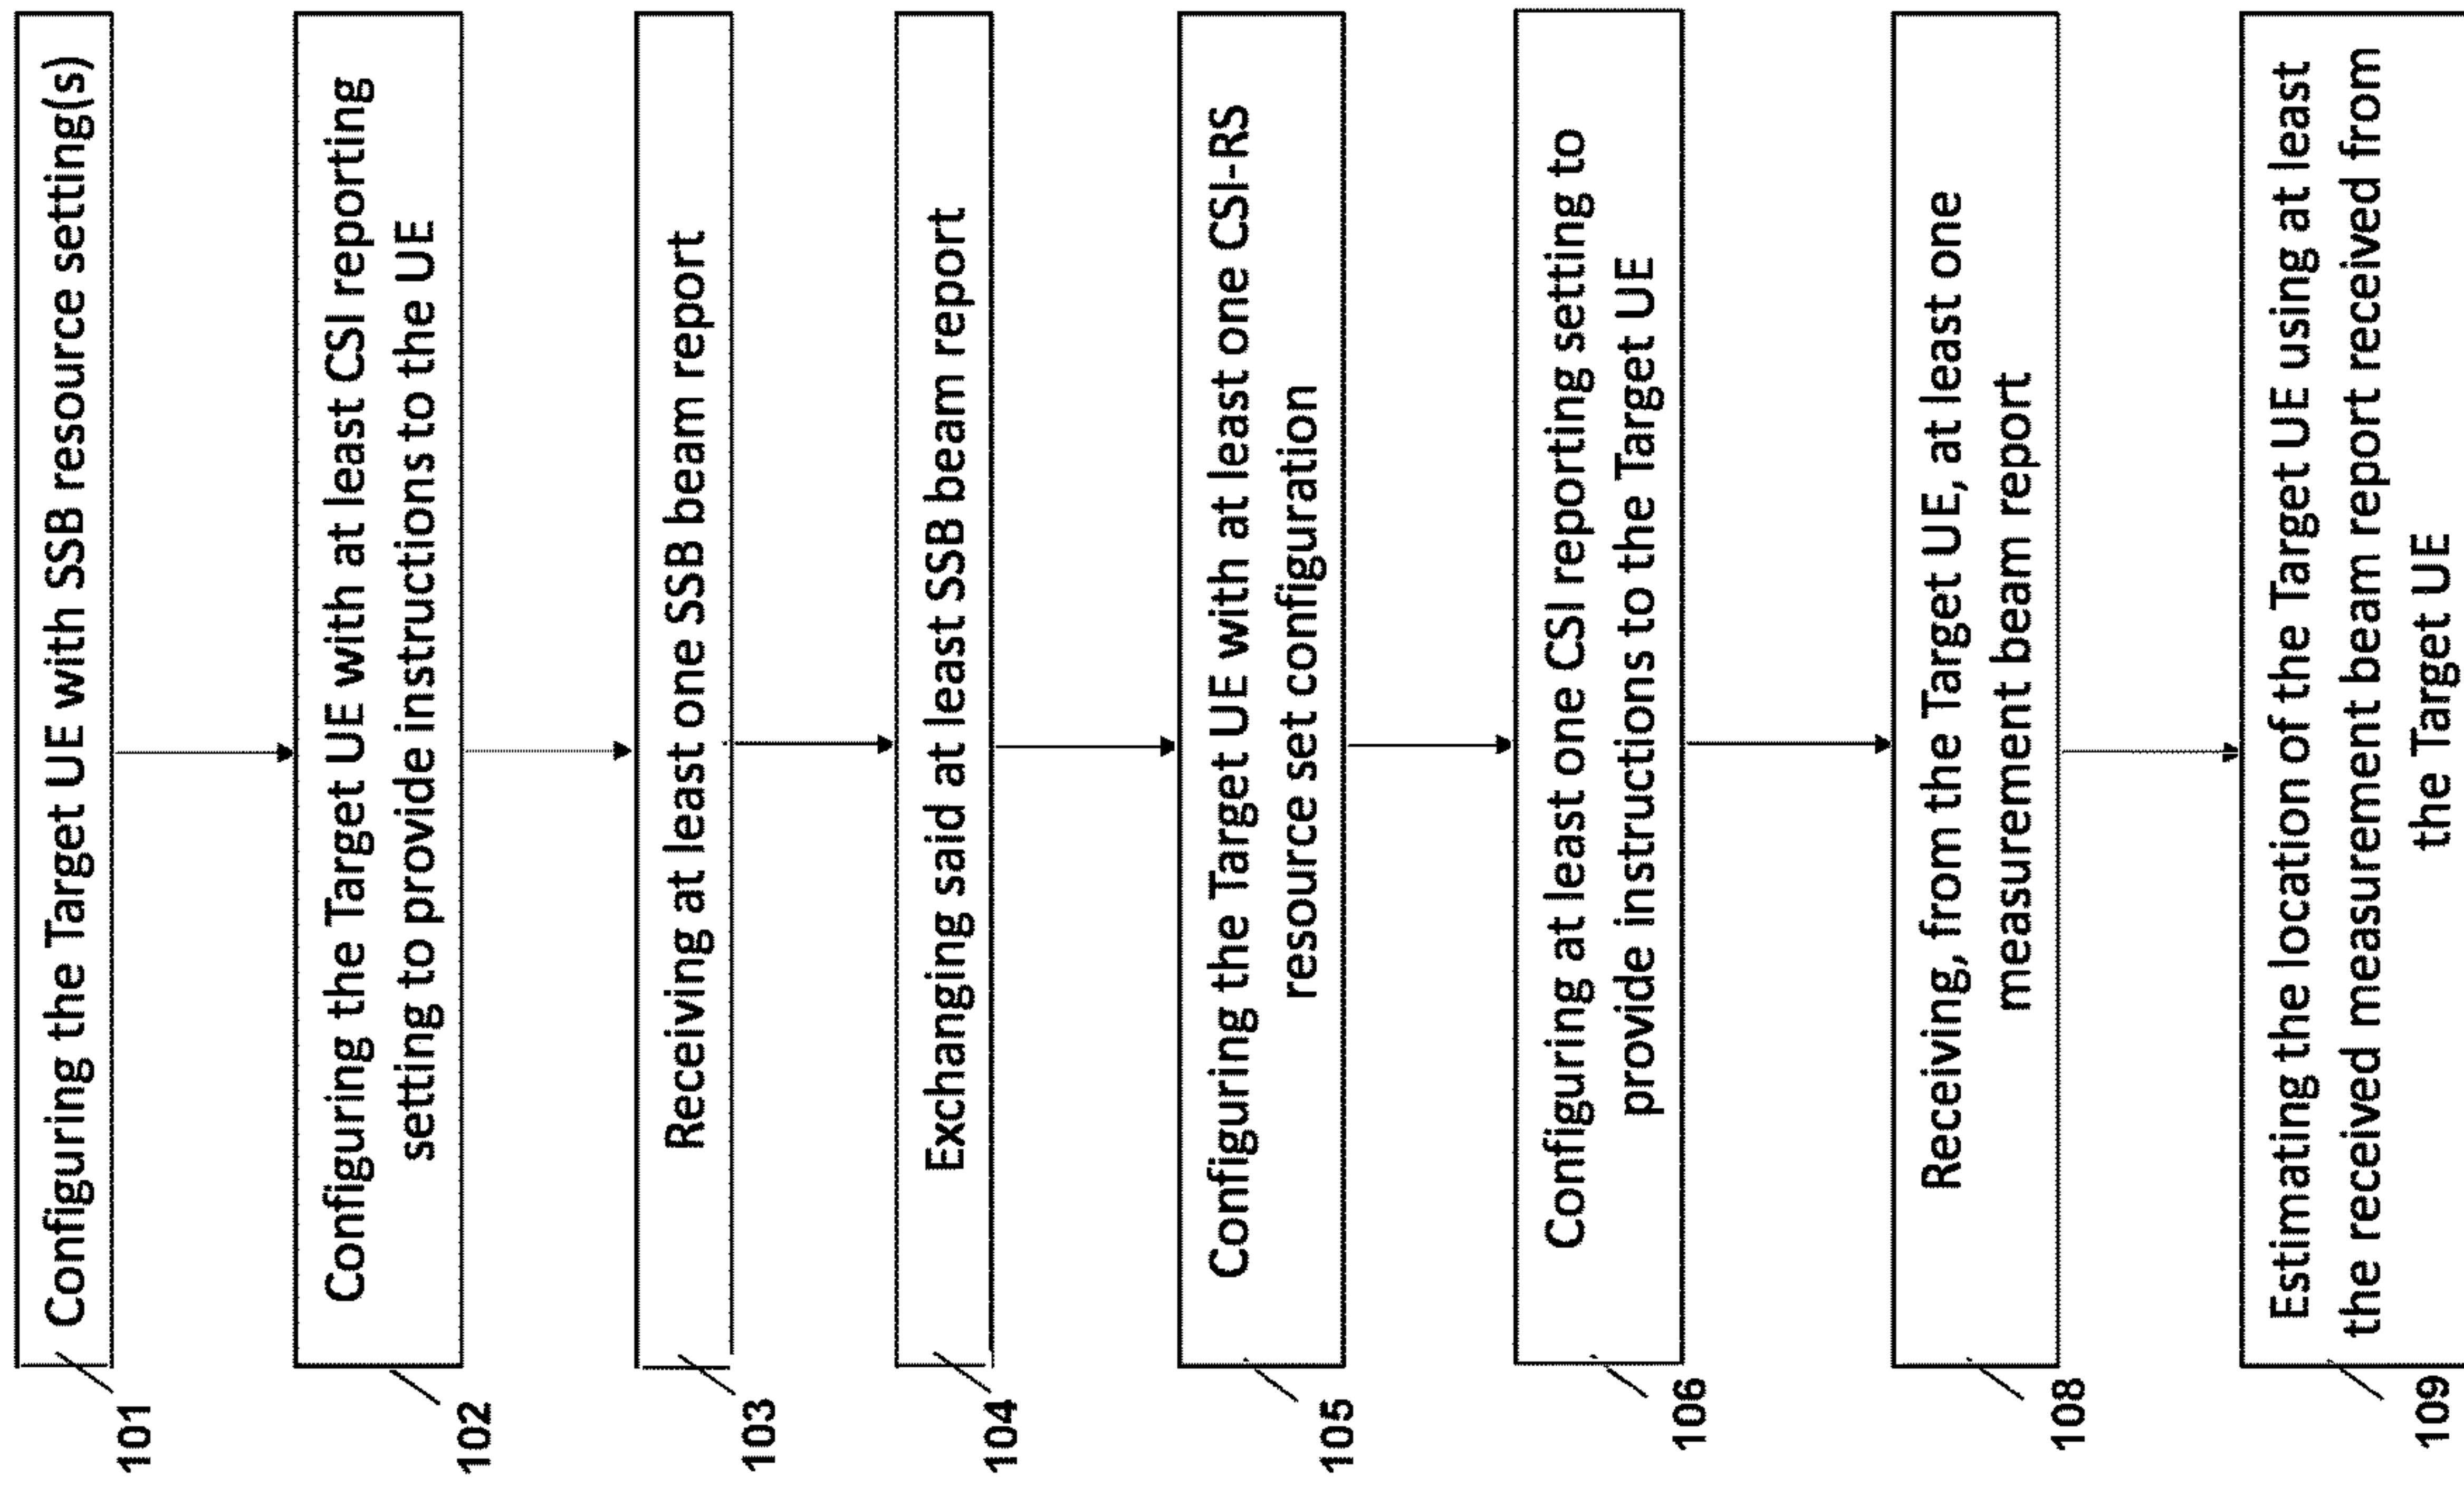 Configuring the Target UE with SSB resource setting(s)
101
Configuring the Target UE with at least CSI reporting
setting to provide instructions to the UE
102
Receiving at least one SSB beam report
103
Exchanging said at least SSB beam report
104
Configuring the Target UE with at least one CSI-RS
resource set configuration
105
Configuring at least one CSI reporting setting to
provide instructions to the Target UE
106
Receiving, from the Target UE, at least one
measurement beam report
108
Estimating the location of the Target UE using at least
the received measurement beam report received from
the Target UE
109